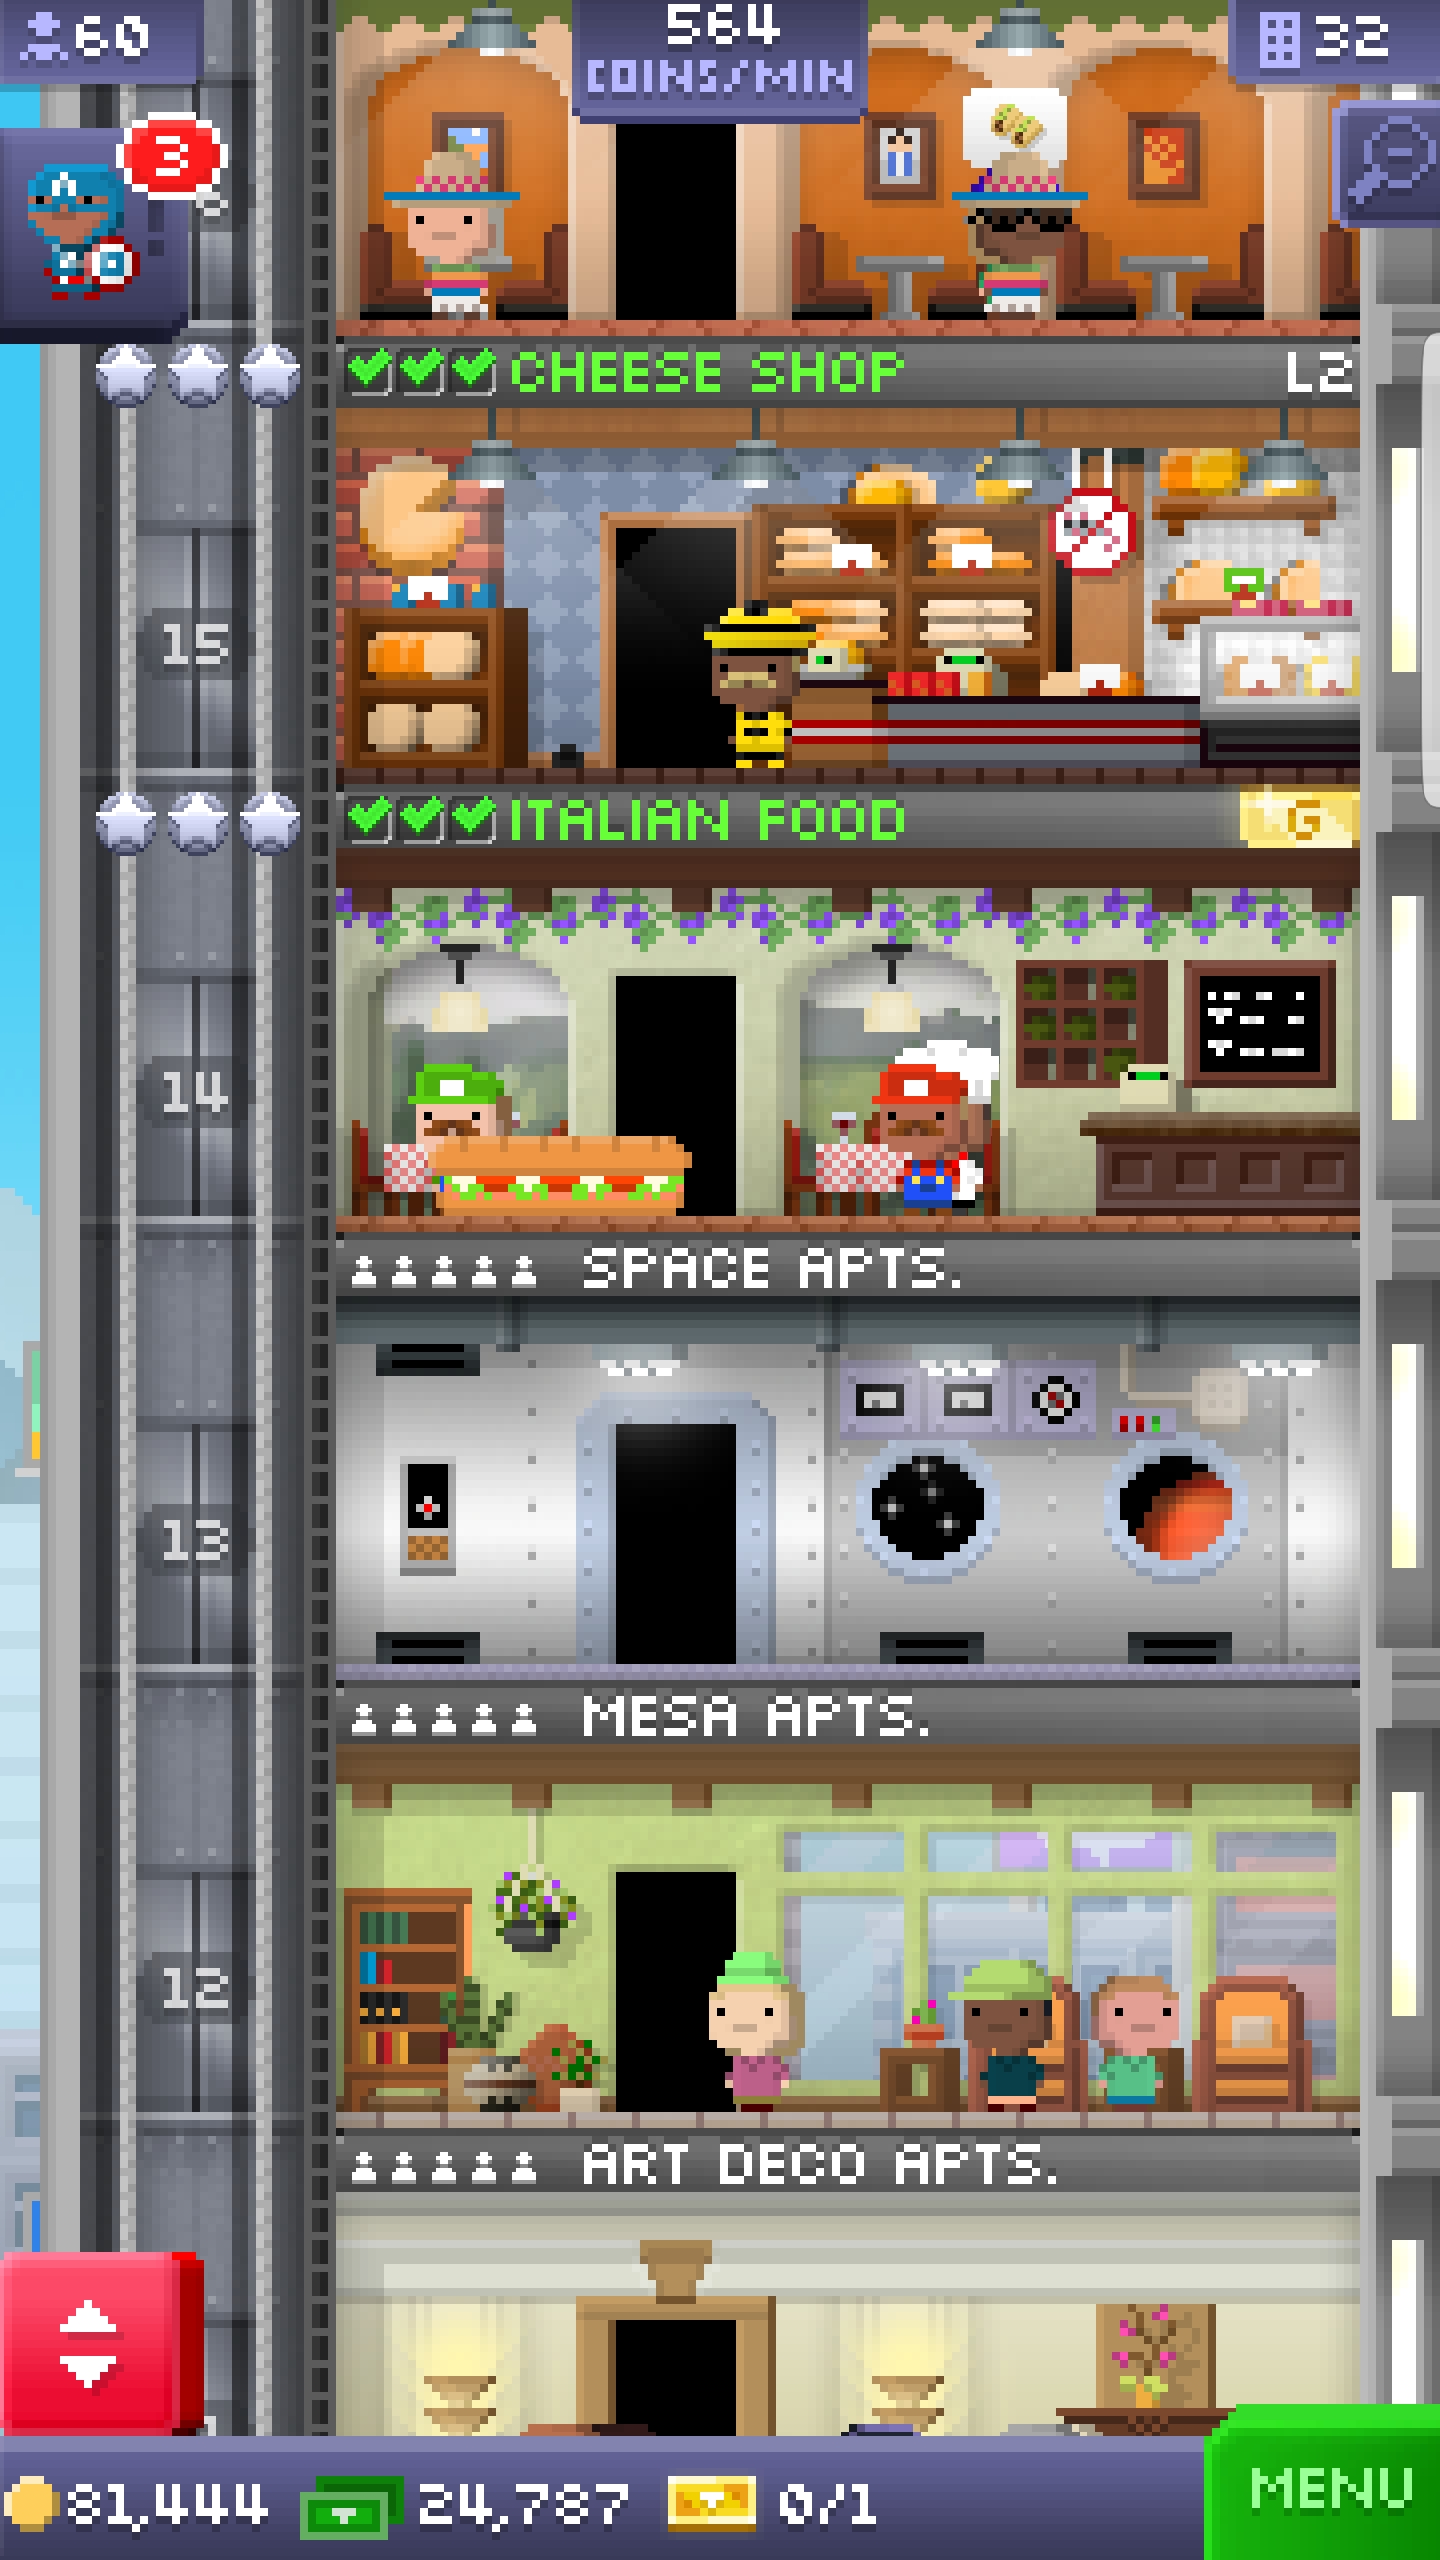 60
564
COINS/MIN
32
3
CHEESE SHOP
L2
15
ITALIAN FOOD
G
14
SPACE APTS.
13
MESA APTS.
12
ART DECO APTS.
81,444
24,787
0/1
MENU